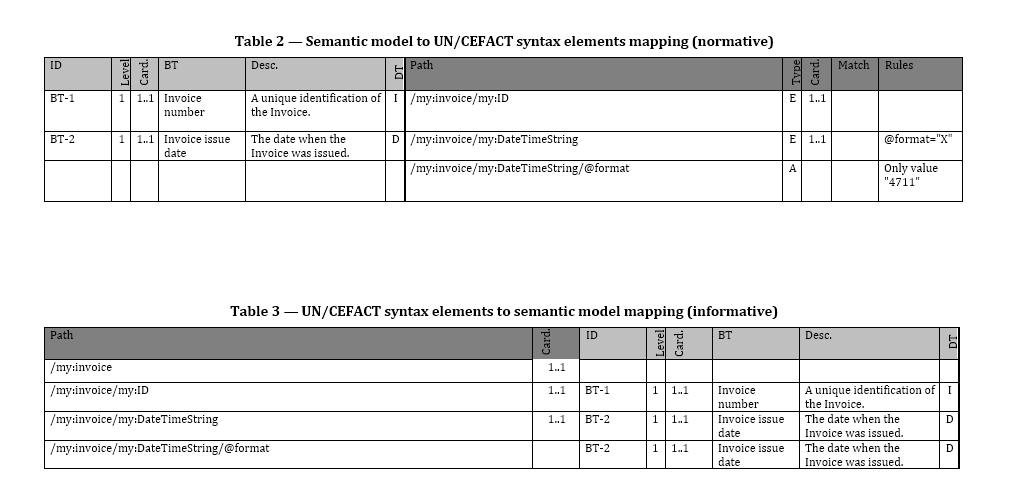 Table 2 — Semantic model to UN/CEFACT syntax elements mapping (normative)
ID Level Card. BT Desc. DT Path Type Card. Match Rules
BT-1 1 1..1 Invoice number A unique identification of the Invoice. I /my:invoice/my:ID E 1..1
BT-2 1 1..1 Invoice issue date The date when the Invoice was issued. D /my:invoice/my:DateTimeString E 1..1 @format="X"
/my:invoice/my:DateTimeString/@format A Only value "4711"
Table 3 — UN/CEFACT syntax elements to semantic model mapping (informative)
Path Card. ID Level Card. BT Desc. DT
/my:invoice 1..1
/my:invoice/my:ID 1..1 BT-1 1 1..1 Invoice number A unique identification of the Invoice. I
/my:invoice/my:DateTimeString 1..1 BT-2 1 1..1 Invoice issue date The date when the Invoice was issued. D
/my:invoice/my:DateTimeString/@format BT-2 1 1..1 Invoice issue date The date when the Invoice was issued. D